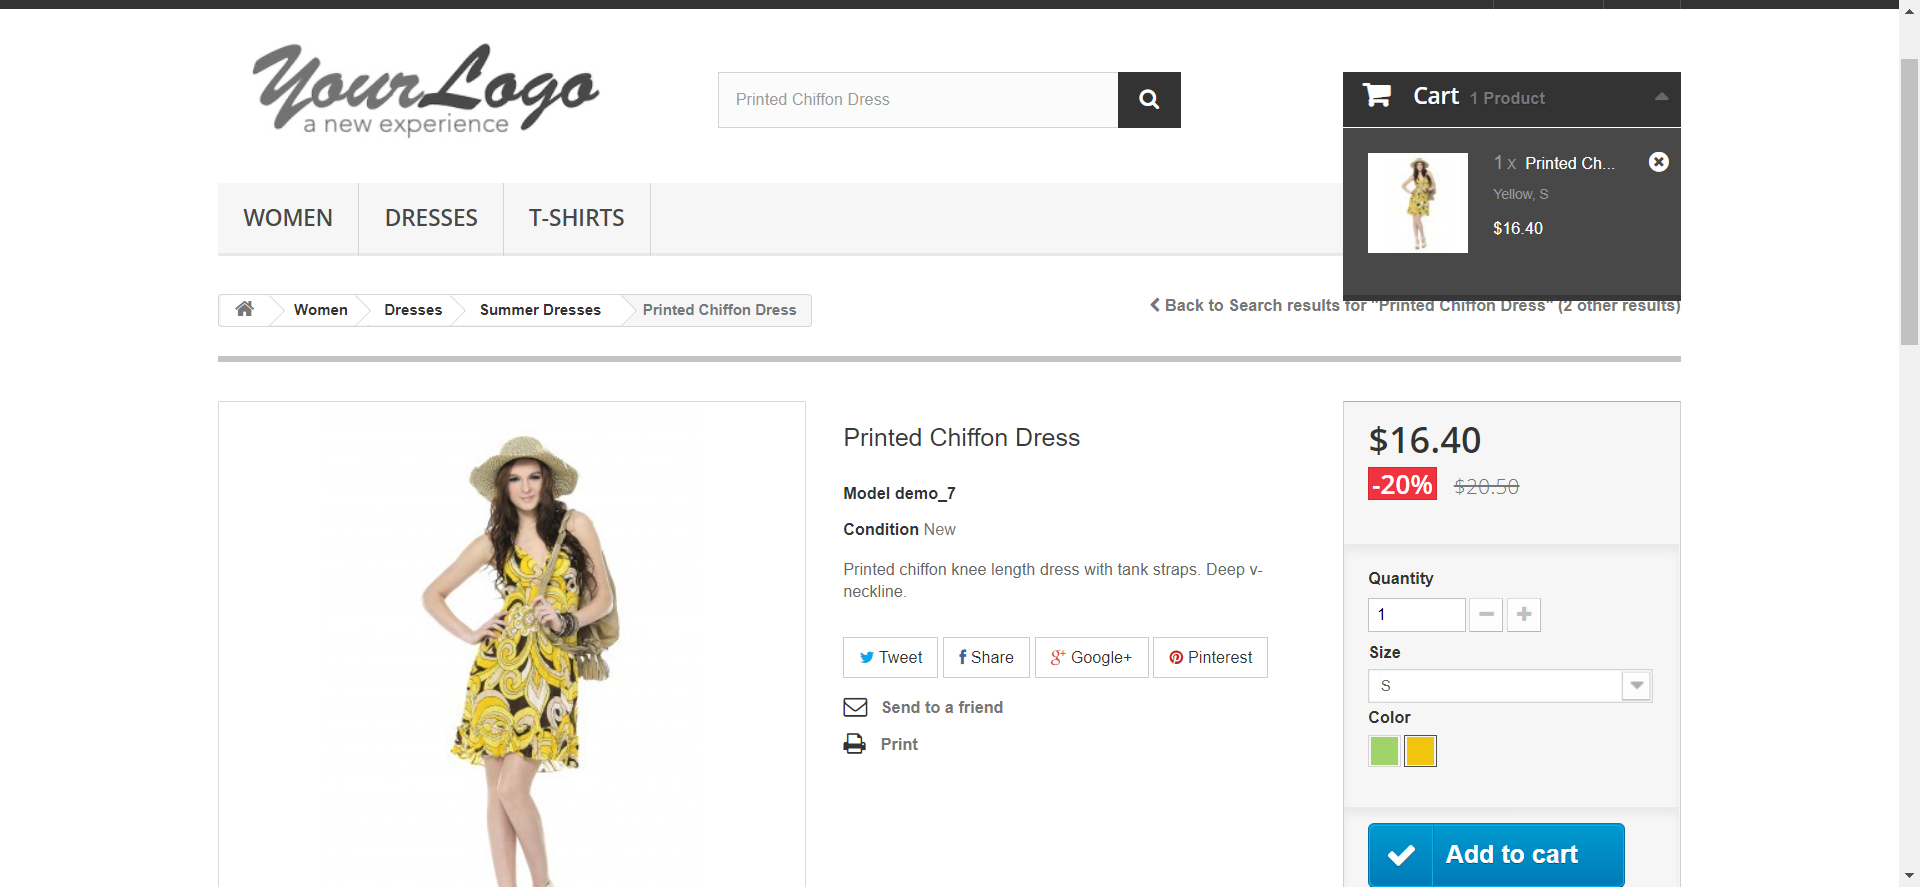 YourLogo
a new experience
Printed Chiffon Dress
Cart 1 Product
1 x Printed Ch...
Yellow, S
$16.40
WOMEN DRESSES T-SHIRTS
Women Dresses Summer Dresses Printed Chiffon Dress
Back to Search results for "Printed Chiffon Dress" (2 other results)
Printed Chiffon Dress
Model demo_7
Condition New
Printed chiffon knee length dress with tank straps. Deep v-
neckline.
Tweet Share Google+ Pinterest
Send to a friend
Print
$16.40
-20% $20.50
Quantity
1
Size
S
Color
Add to cart